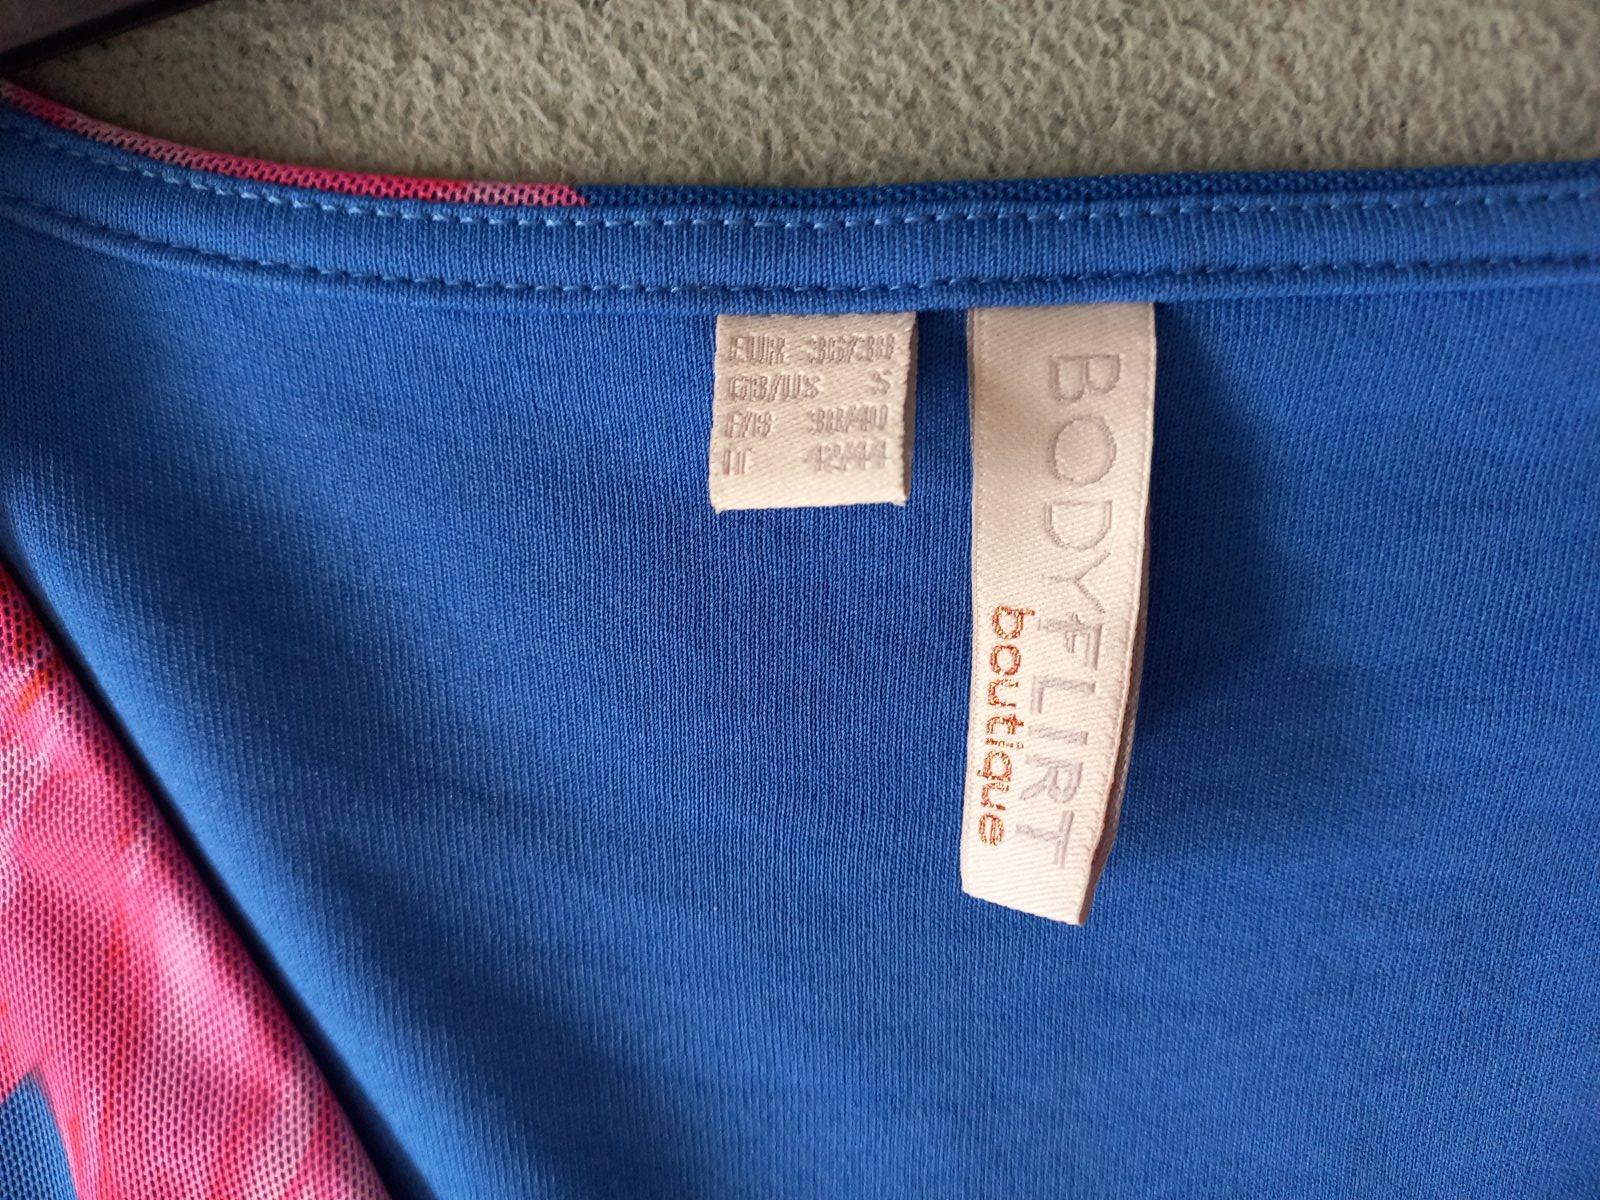 EUR 36/38
GB/US S
F/B 38/40
IT 42/44
BODYFLIRT
boutique